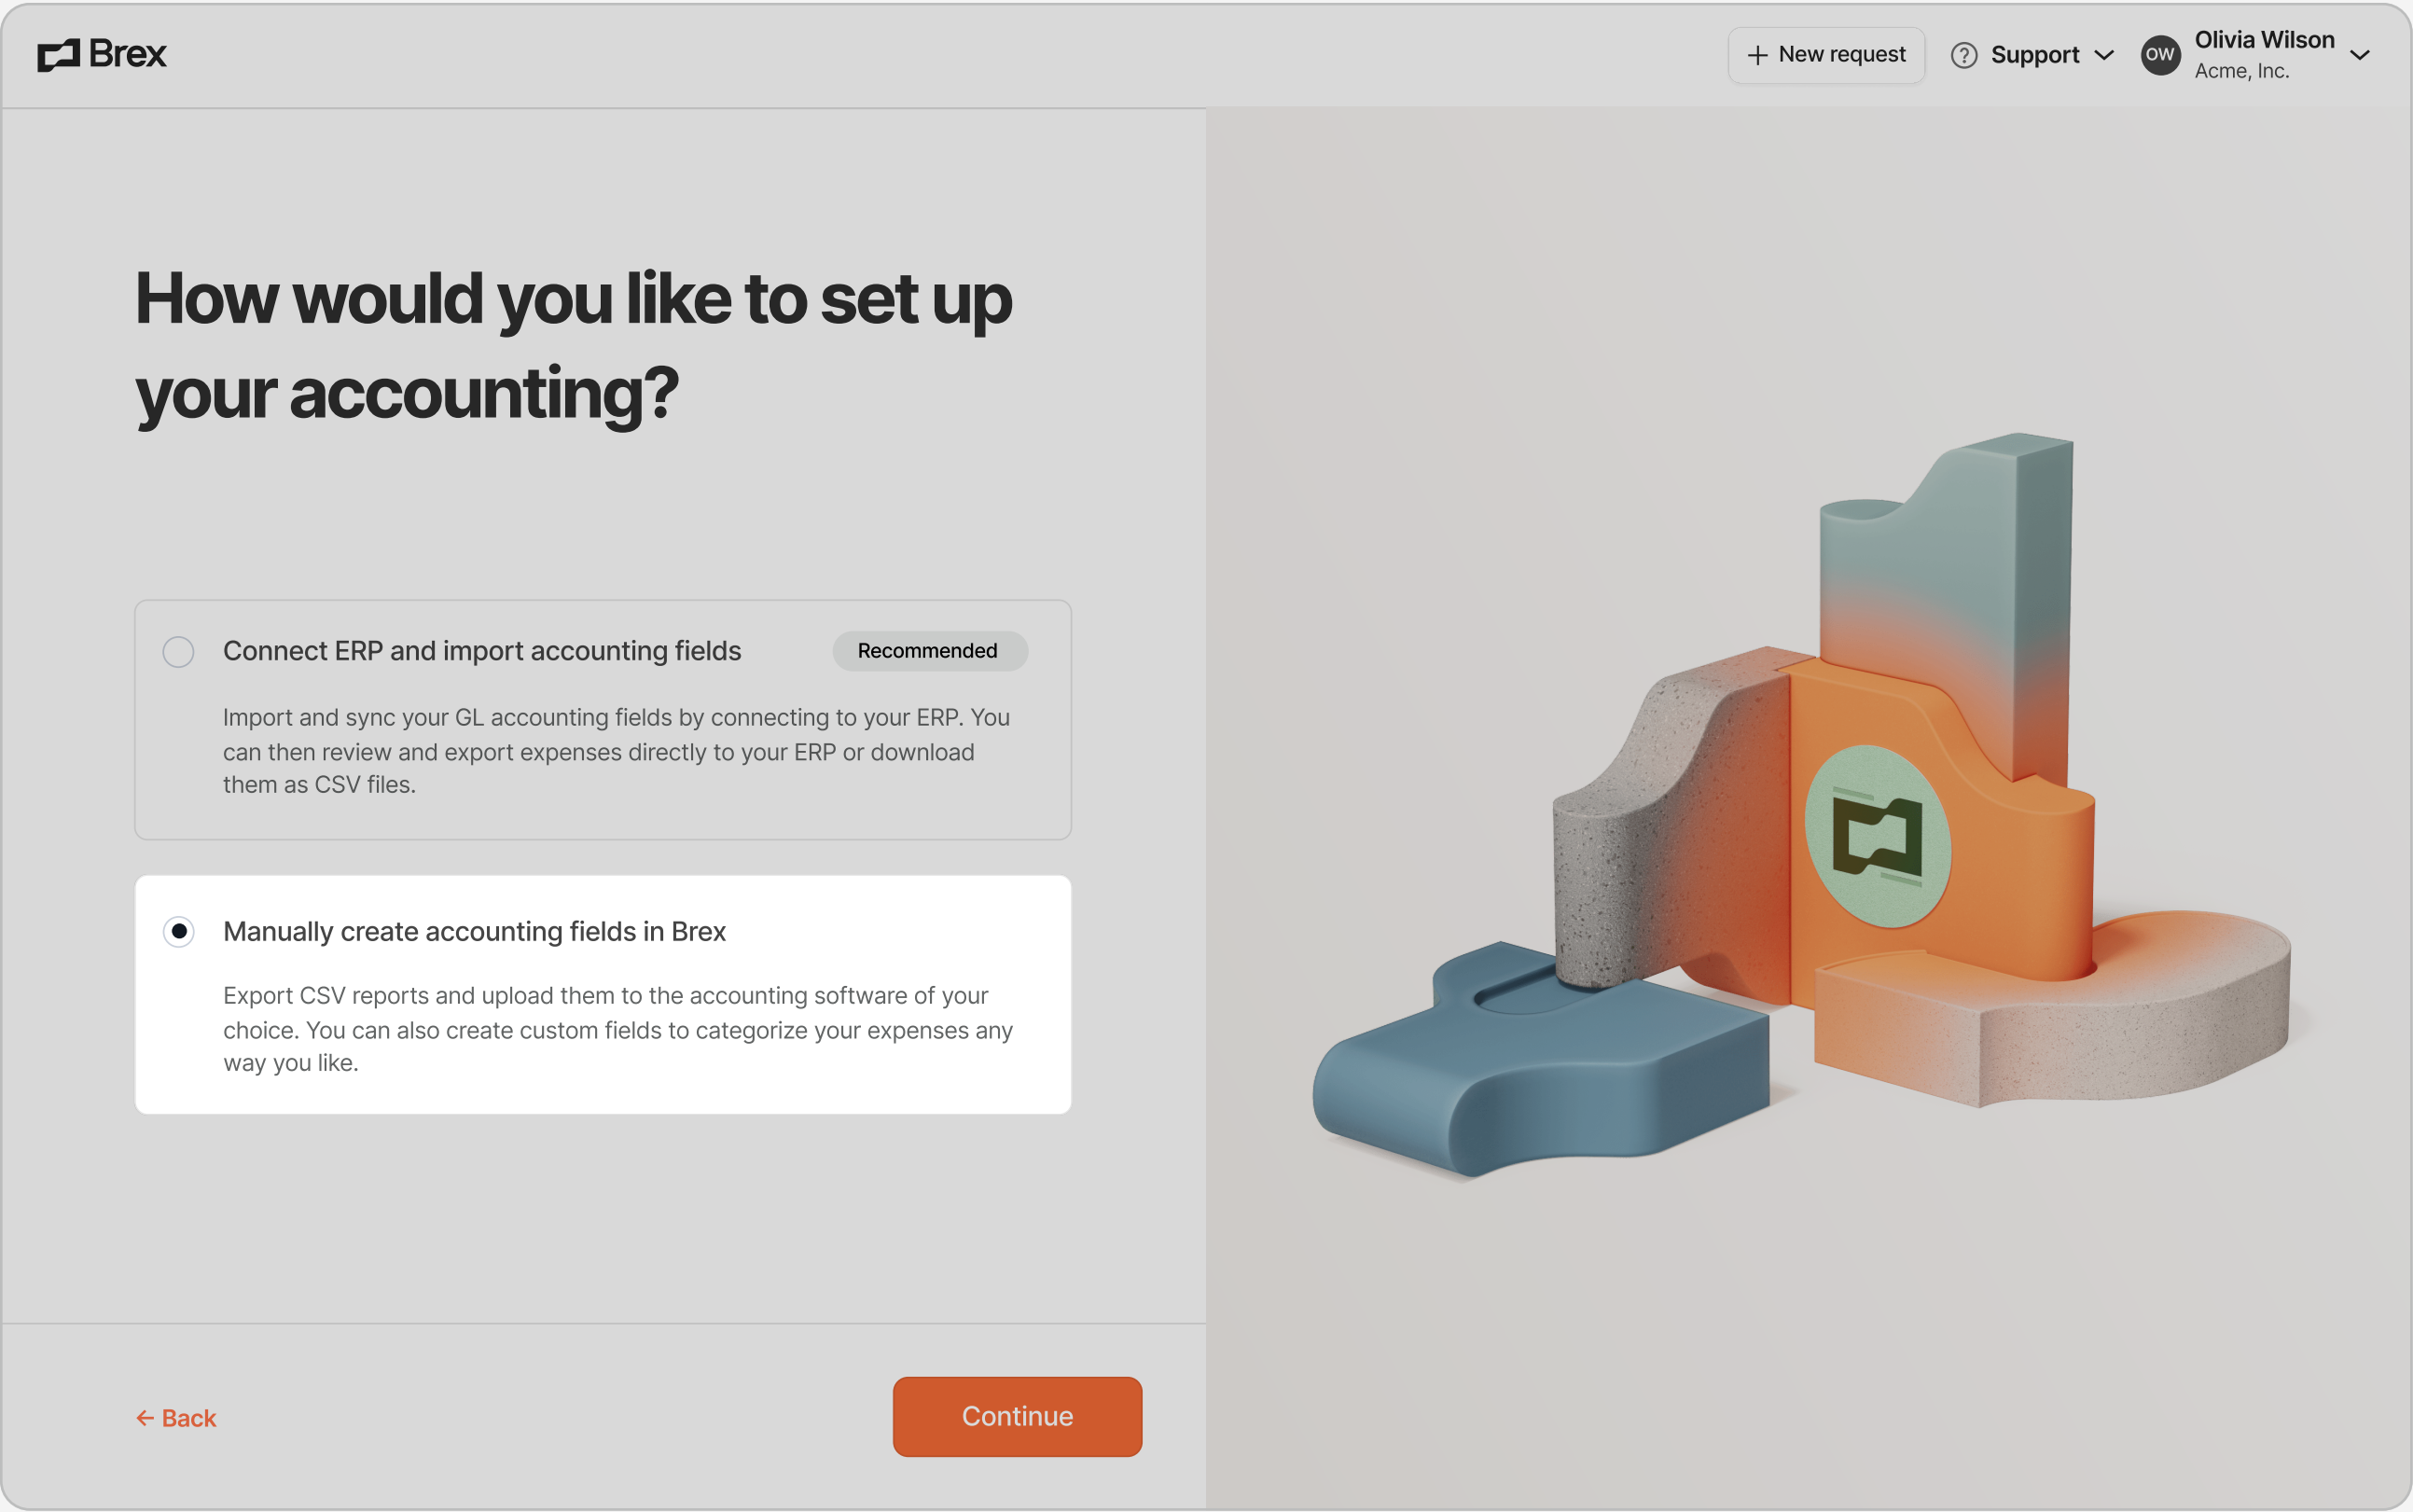 Brex
New request
Support
OW
Olivia Wilson
Acme, Inc.
How would you like to set up
your accounting?
Connect ERP and import accounting fields
Recommended
Import and sync your GL accounting fields by connecting to your ERP. You
can then review and export expenses directly to your ERP or download
them as CSV files.
Manually create accounting fields in Brex
Export CSV reports and upload them to the accounting software of your
choice. You can also create custom fields to categorize your expenses any
way you like.
← Back
Continue